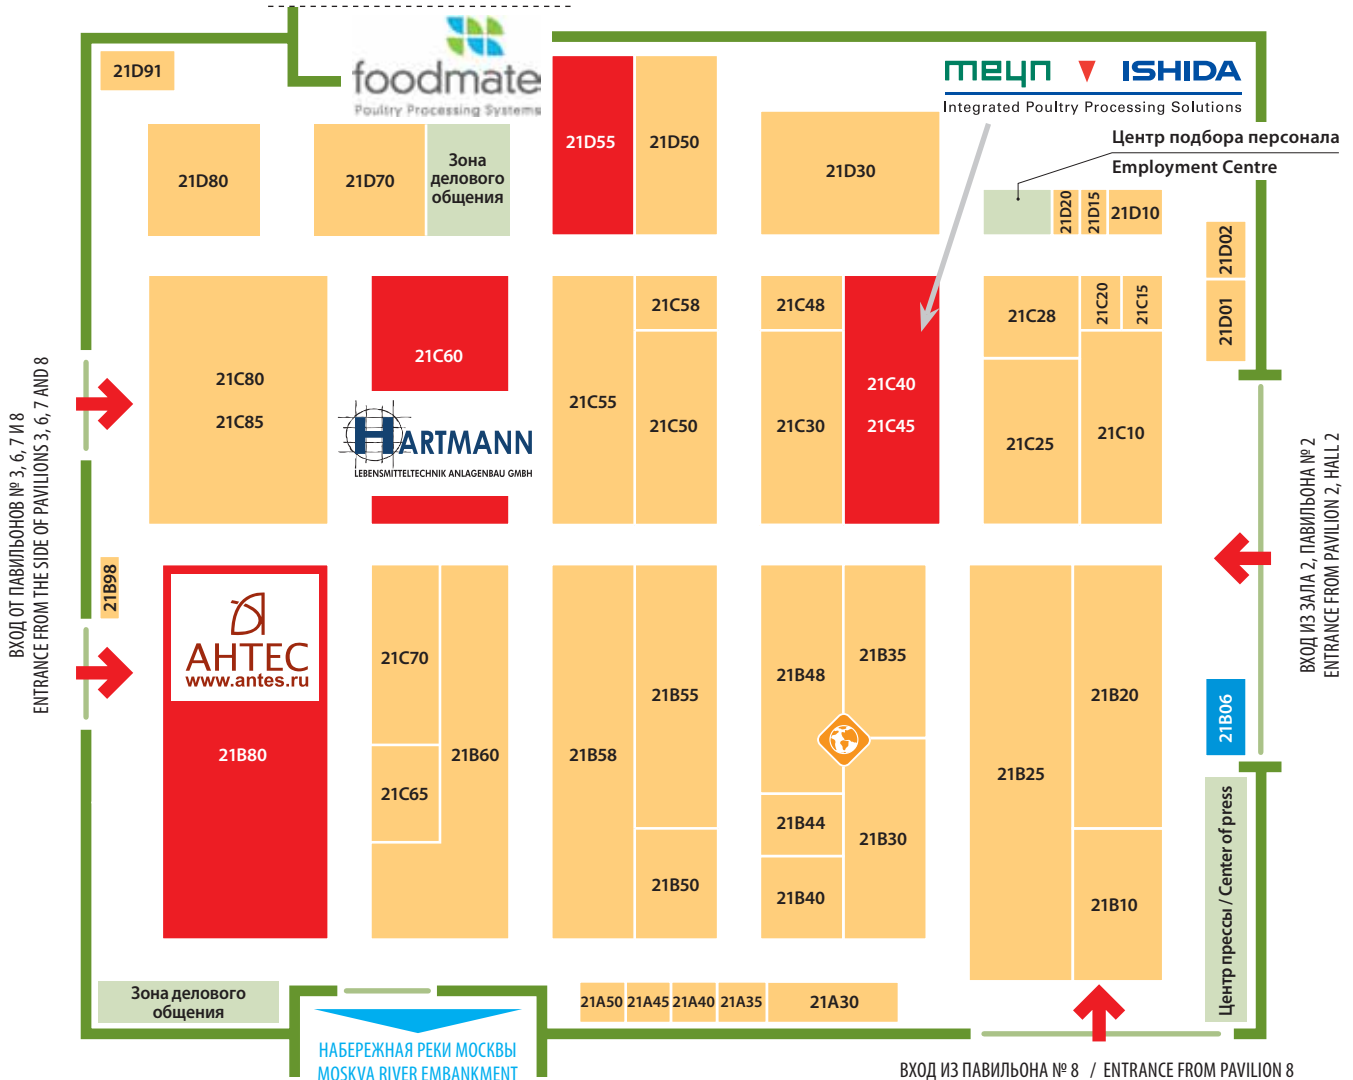 21D91
foodmate
Poultry Processing Systems
meyn ISHIDA
Integrated Poultry Processing Solutions
Центр подбора персонала
Employment Centre
21D80
21D70
Зона
делового
общения
21D55
21D50
21D30
21D20
21D15
21D10
21D02
21D01
21C80
21C85
21C60
HARTMANN
LEBENSMITTELTECHNIK ANLAGENBAU GMBH
21C55
21C58
21C50
21C48
21C30
21C40
21C45
21C28
21C25
21C20
21C15
21C10
ВХОД ОТ ПАВИЛЬОНОВ № 3, 6, 7 И 8
ENTRANCE FROM THE SIDE OF PAVILIONS 3, 6, 7 AND 8
ВХОД ИЗ ЗАЛА 2, ПАВИЛЬОНА № 2
ENTRANCE FROM PAVILION 2, HALL 2
21B98
АНТЕС
www.antes.ru
21B80
21C70
21C65
21B60
21B58
21B55
21B50
21B48
21B35
21B44
21B40
21B30
21B25
21B20
21B10
21B06
Центр прессы / Center of press
Зона делового
общения
21A50
21A45
21A40
21A35
21A30
НАБЕРЕЖНАЯ РЕКИ МОСКВЫ
MOSKVA RIVER EMBANKMENT
ВХОД ИЗ ПАВИЛЬОНА № 8 / ENTRANCE FROM PAVILION 8